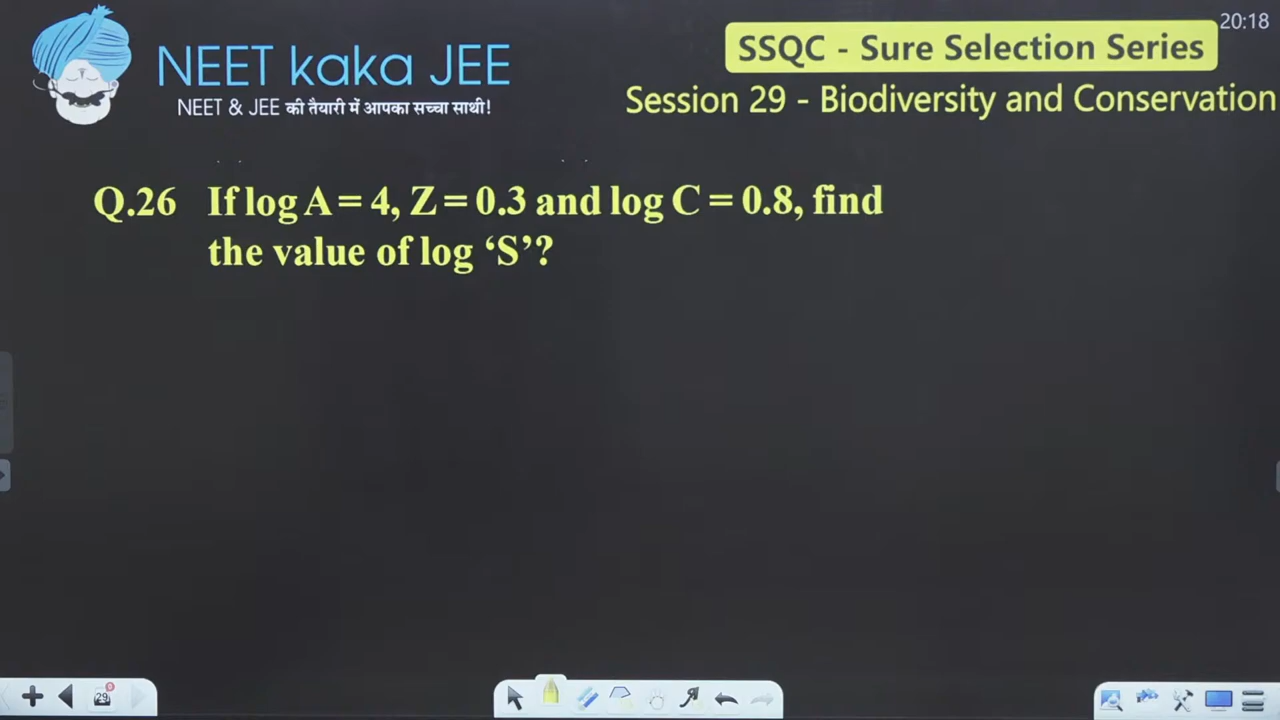 20:18
NEET kaka JEE
SSQC - Sure Selection Series
NEET & JEE की तैयारी में आपका सच्चा साथी!
Session 29 - Biodiversity and Conservation
Q.26 If log A = 4, Z = 0.3 and log C = 0.8, find
the value of log ‘S’?
29
0